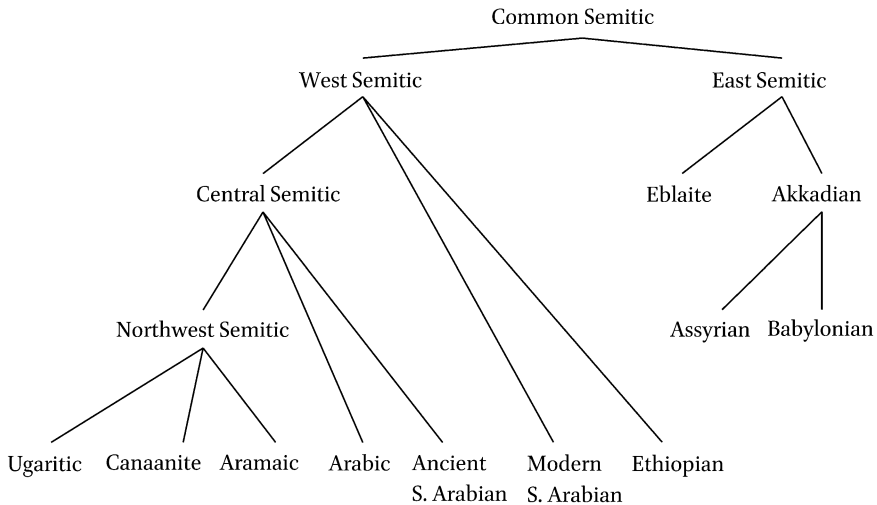 Common Semitic
West Semitic
East Semitic
Central Semitic
Eblaite
Akkadian
Northwest Semitic
Assyrian
Babylonian
Ugaritic
Canaanite
Aramaic
Arabic
Ancient
S. Arabian
Modern
S. Arabian
Ethiopian